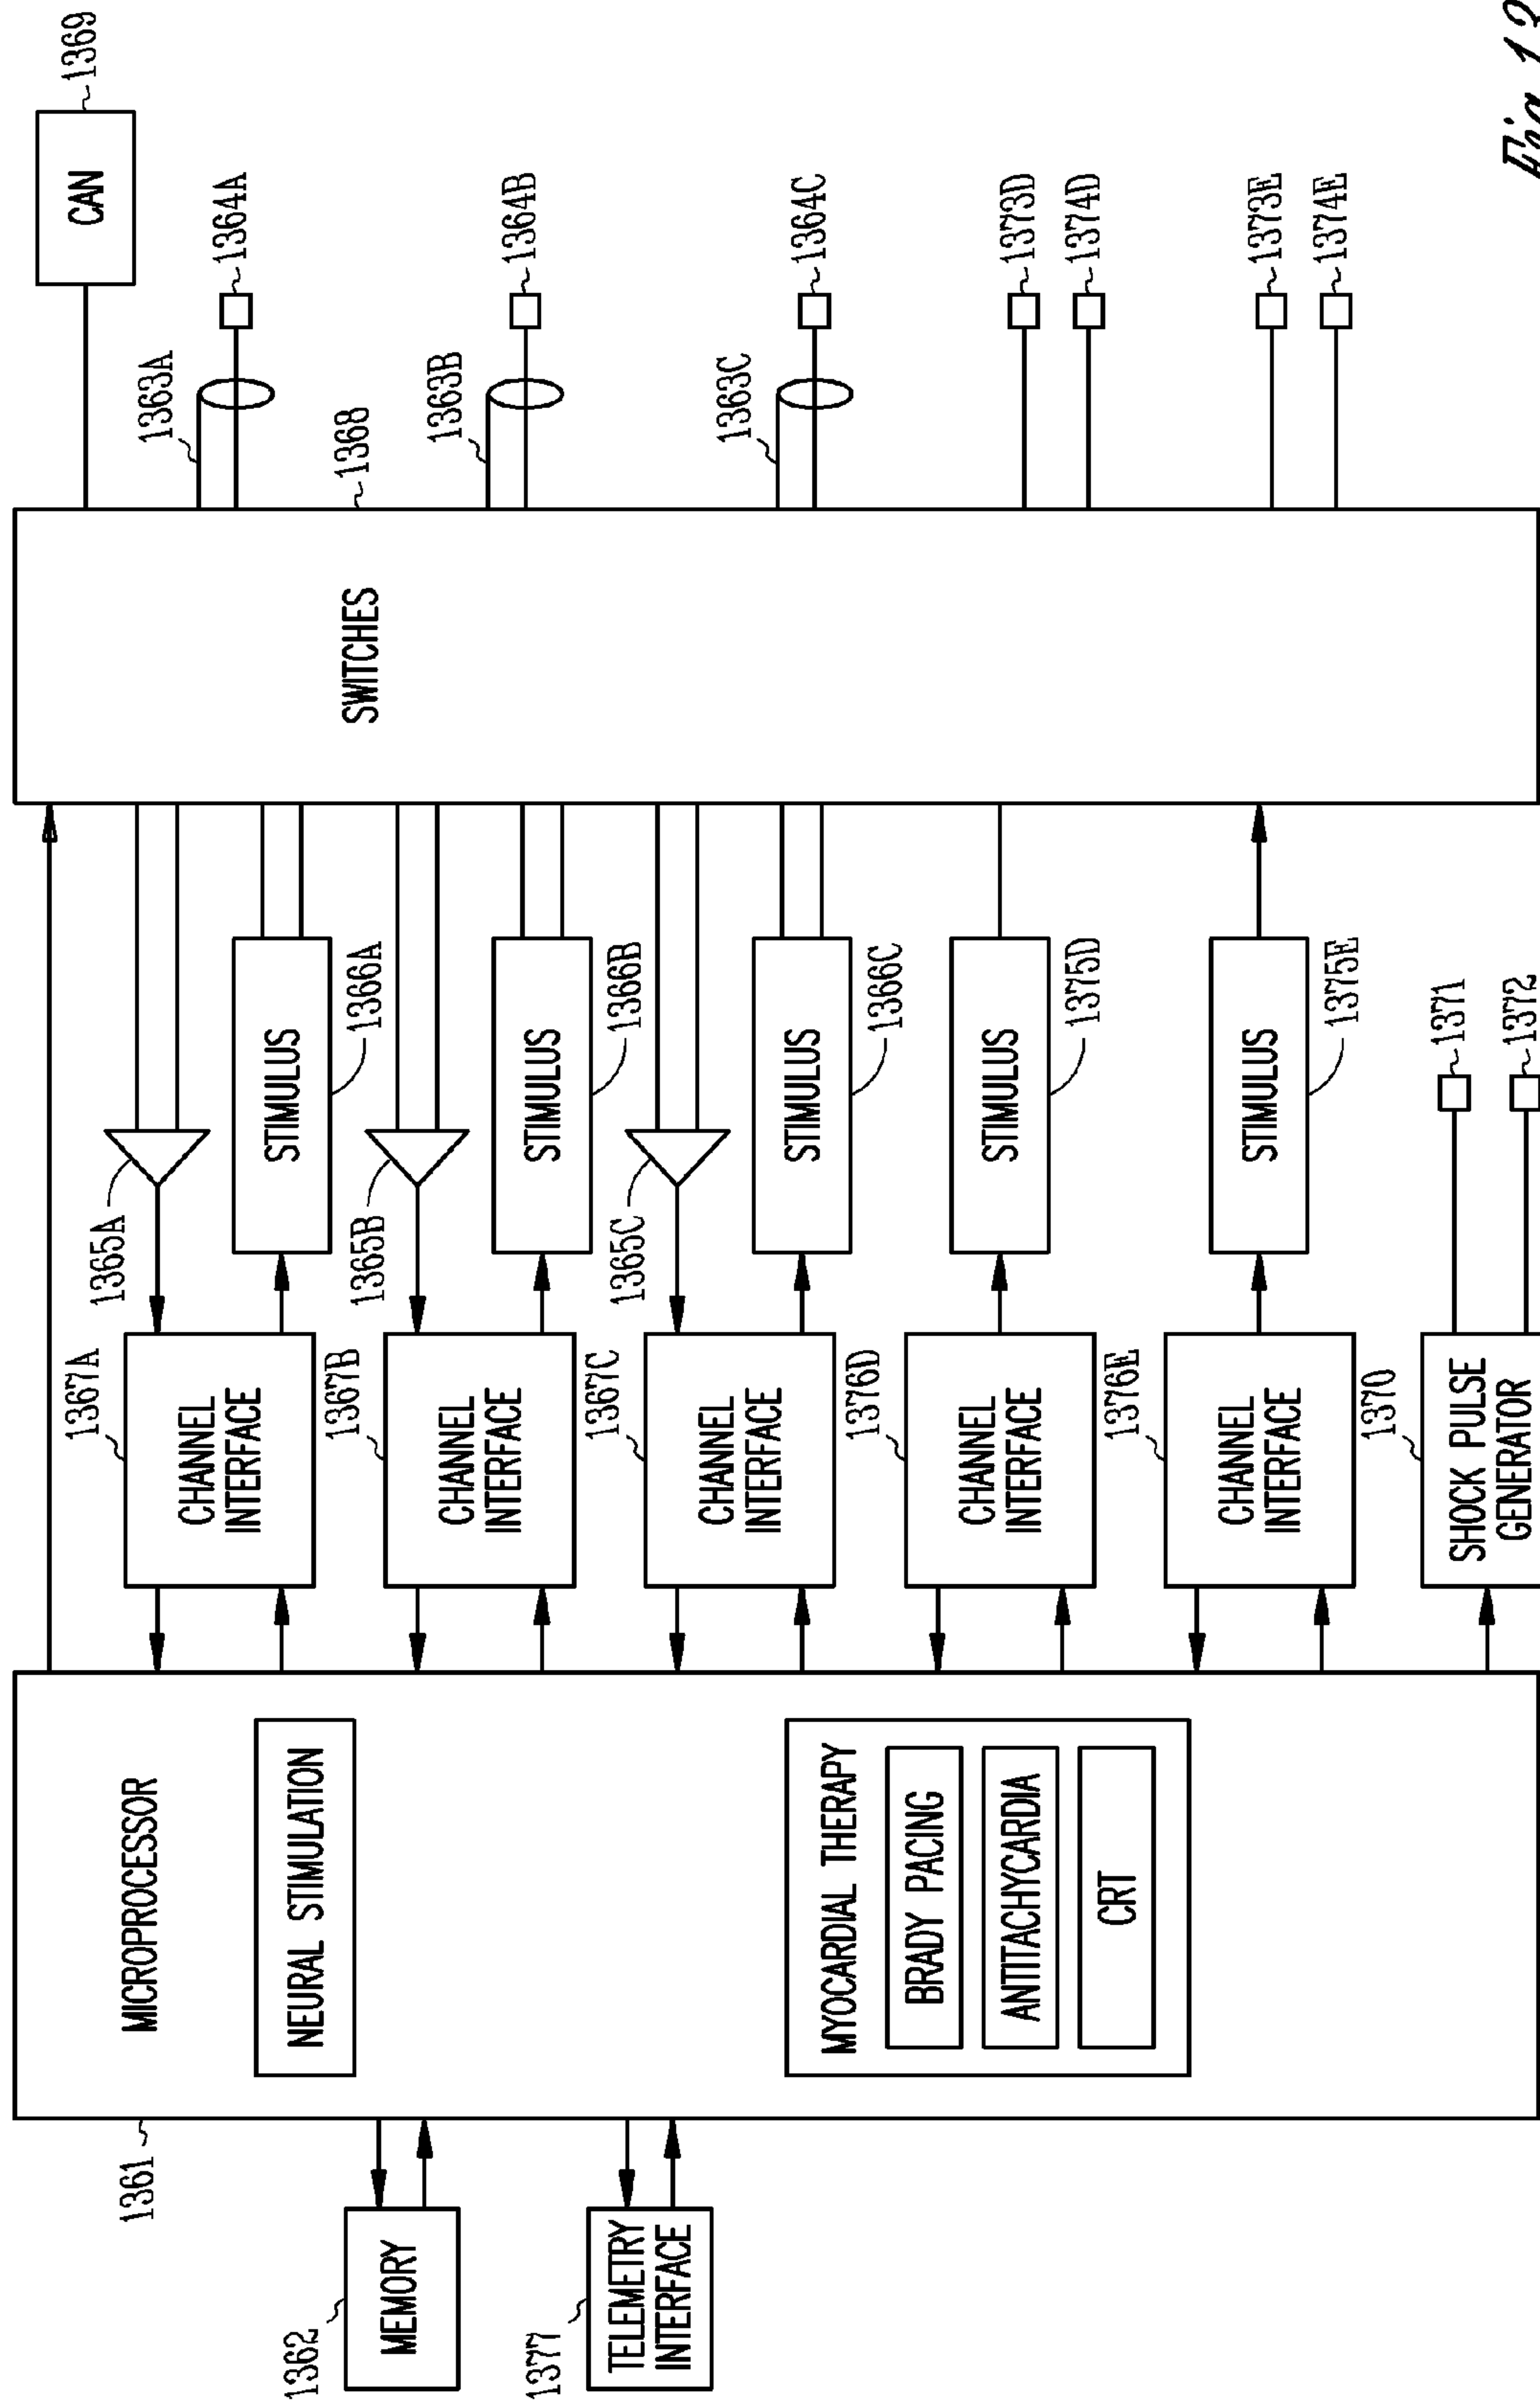 1361
MICROPROCESSOR
NEURAL STIMULATION
MYOCARDIAL THERAPY
BRADY PACING
ANTITACHYCARDIA
CRT
1362
MEMORY
1377
TELEMETRY
INTERFACE
1367A
CHANNEL
INTERFACE
1365A
STIMULUS
1366A
1367B
CHANNEL
INTERFACE
1365B
STIMULUS
1366B
1367C
CHANNEL
INTERFACE
1365C
STIMULUS
1366C
1376D
CHANNEL
INTERFACE
STIMULUS
1375D
1376E
CHANNEL
INTERFACE
STIMULUS
1375E
1370
SHOCK PULSE
GENERATOR
1371
1372
SWITCHES
1368
CAN
1369
1363A
1364A
1363B
1364B
1363C
1364C
1373D
1374D
1373E
1374E